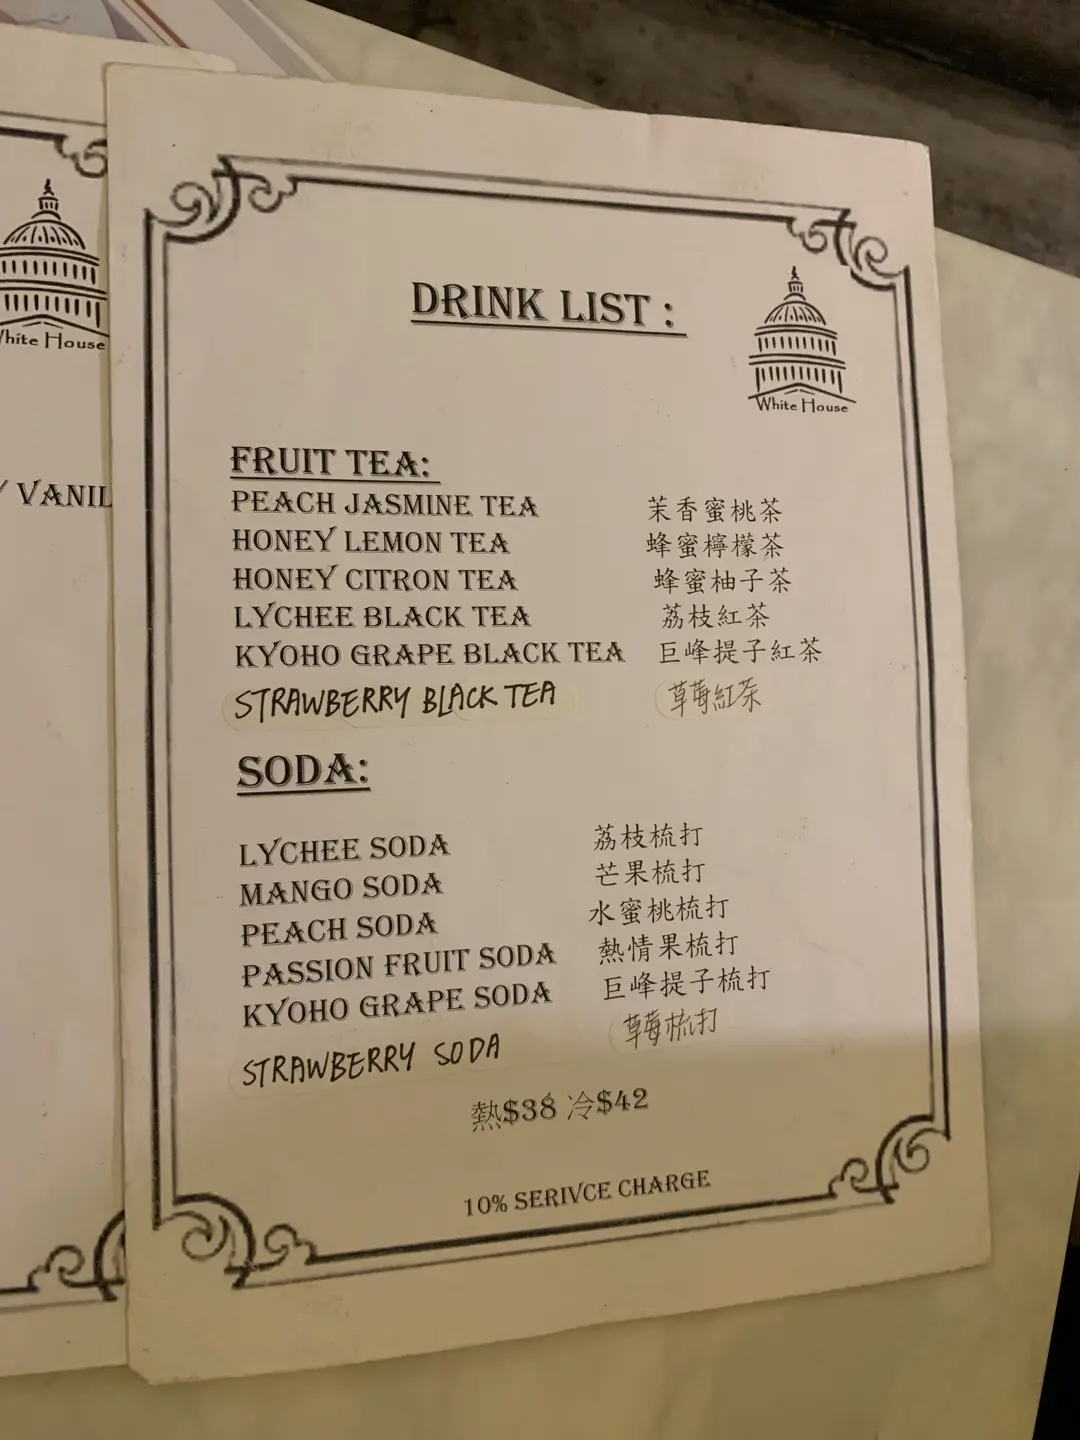 DRINK LIST :
White House
White House
VANIL
FRUIT TEA:
PEACH JASMINE TEA 茉香蜜桃茶
HONEY LEMON TEA 蜂蜜檸檬茶
HONEY CITRON TEA 蜂蜜柚子茶
LYCHEE BLACK TEA 荔枝紅茶
KYOHO GRAPE BLACK TEA 巨峰提子紅茶
STRAWBERRY BLACK TEA 草莓紅茶
SODA:
LYCHEE SODA 荔枝梳打
MANGO SODA 芒果梳打
PEACH SODA 水蜜桃梳打
PASSION FRUIT SODA 熱情果梳打
KYOHO GRAPE SODA 巨峰提子梳打
STRAWBERRY SODA 草莓梳打
熱$38 冷$42
10% SERIVCE CHARGE